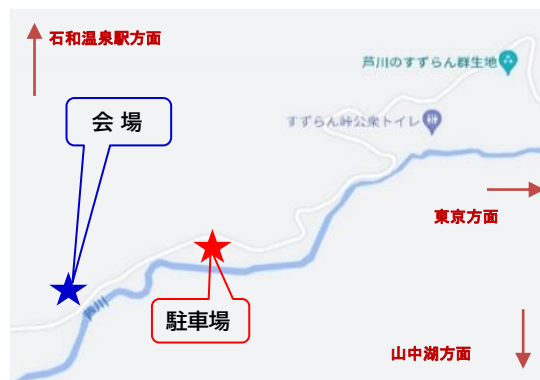 石和温泉駅方面
芦川のすずらん群生地
会場
すずらん峠公衆トイレ
東京方面
芦川
駐車場
山中湖方面